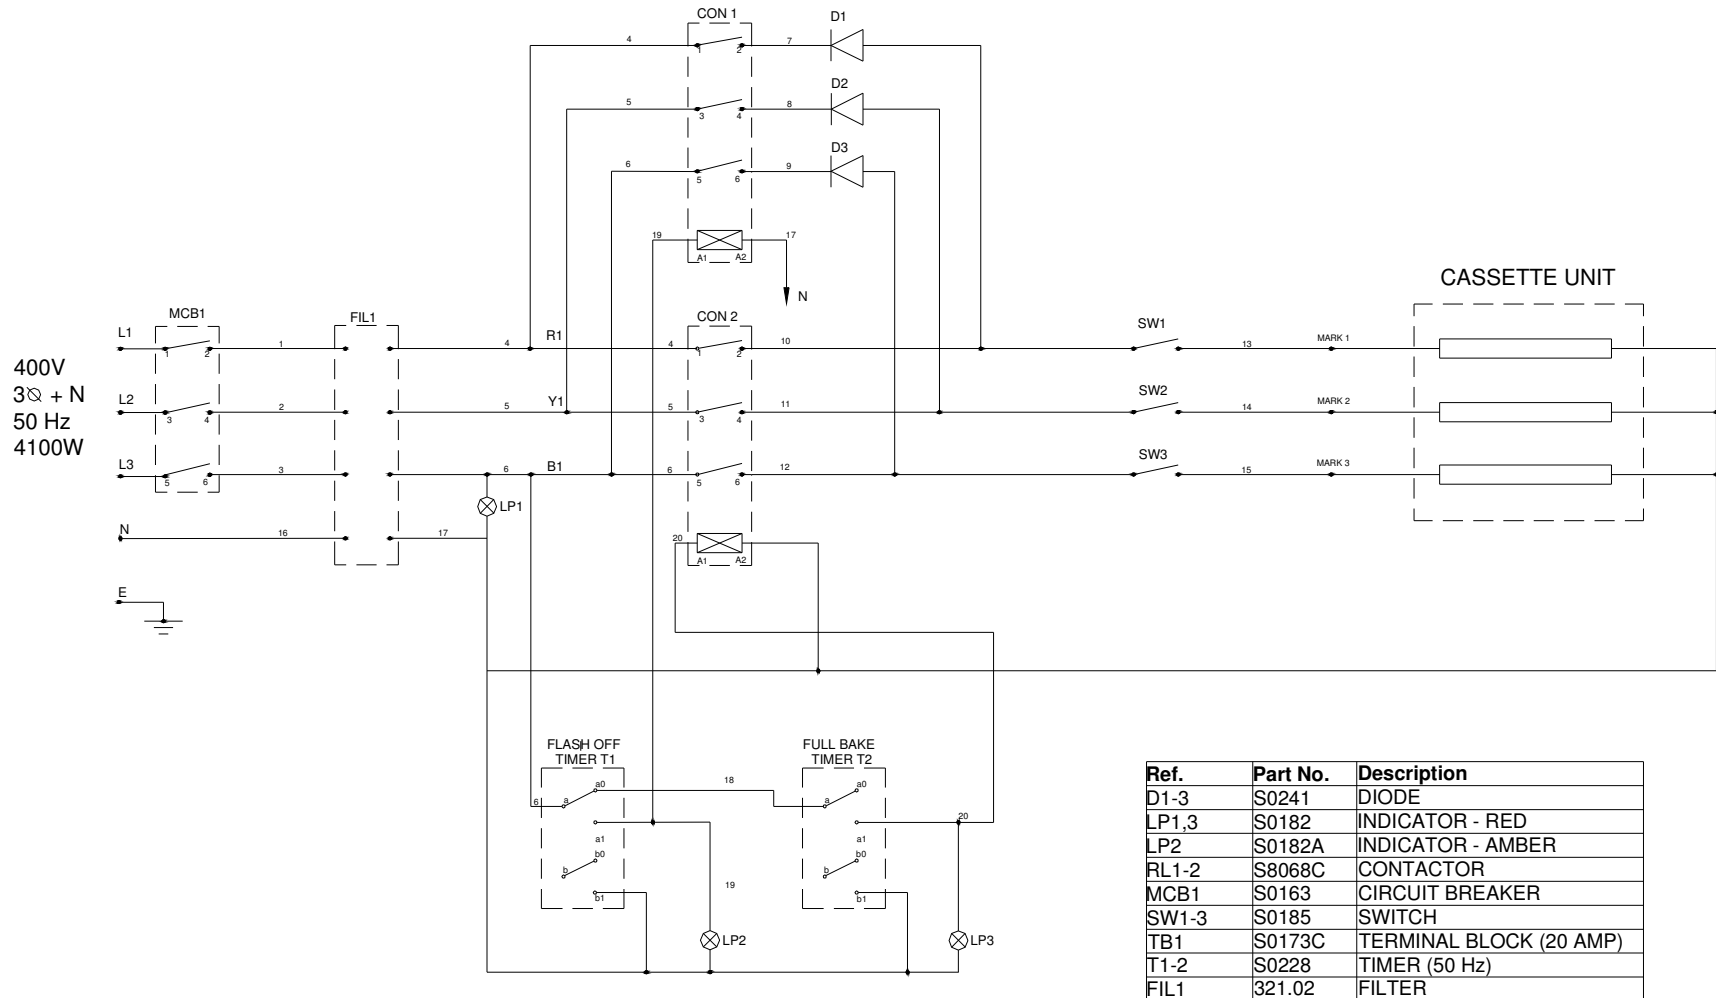 CON 1
D1
4
1
2
7
D2
5
3
4
8
D3
6
5
6
9
19
17
A1
A2
N
CASSETTE UNIT
MCB1
FIL1
CON 2
SW1
L1
1
2
1
4
R1
4
1
2
10
13
MARK 1
400V
3⦰ + N
50 Hz
4100W
SW2
L2
3
4
2
5
Y1
5
3
4
11
14
MARK 2
SW3
L3
5
6
3
6
B1
6
5
6
12
15
MARK 3
LP1
N
16
17
20
A1
A2
E
FLASH OFF
TIMER T1
FULL BAKE
TIMER T2
6
a
a0
18
a
a0
20
a1
a1
b
b0
b
b0
19
b1
b1
LP2
LP3
Ref. Part No. Description
D1-3 S0241 DIODE
LP1,3 S0182 INDICATOR - RED
LP2 S0182A INDICATOR - AMBER
RL1-2 S8068C CONTACTOR
MCB1 S0163 CIRCUIT BREAKER
SW1-3 S0185 SWITCH
TB1 S0173C TERMINAL BLOCK (20 AMP)
T1-2 S0228 TIMER (50 Hz)
FIL1 321.02 FILTER